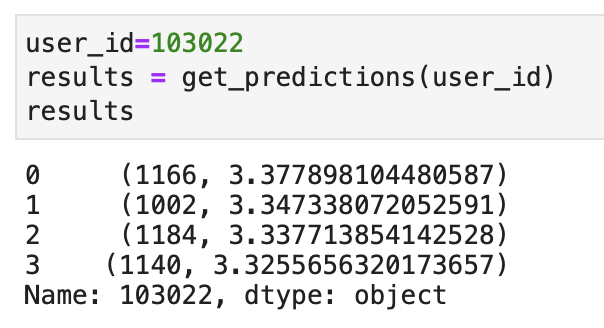 user_id=103022
results = get_predictions(user_id)
results
0     (1166, 3.377898104480587)
1     (1002, 3.347338072052591)
2     (1184, 3.337713854142528)
3    (1140, 3.3255656320173657)
Name: 103022, dtype: object